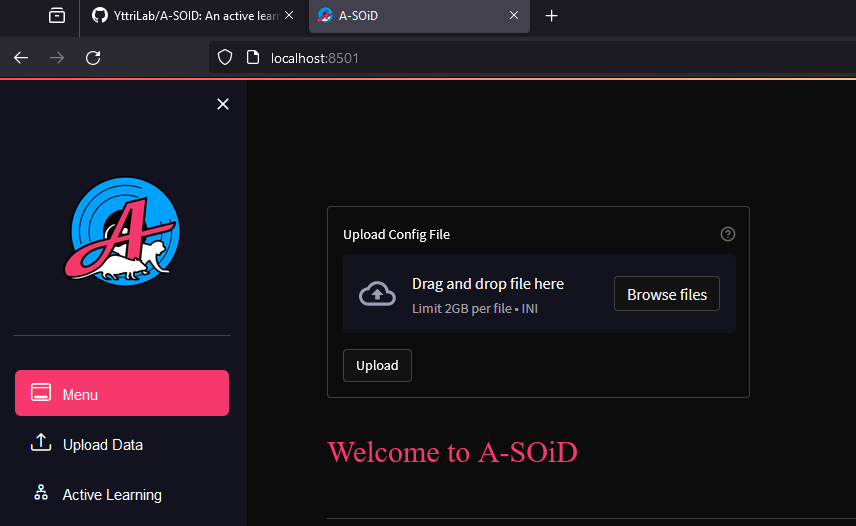 YttriLab/A-SOID: An active lear
A-SOiD
localhost:8501
A
Upload Config File
Drag and drop file here
Limit 2GB per file • INI
Browse files
Upload
Menu
Welcome to A-SOiD
Upload Data
Active Learning